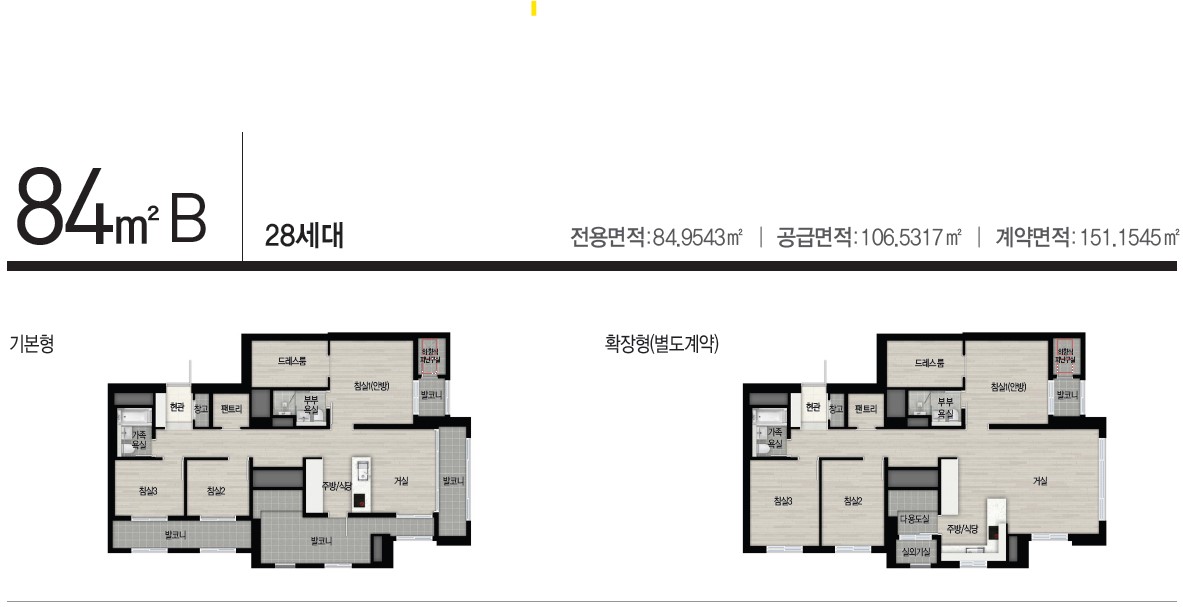 84㎡ B
28세대
전용면적:84.9543㎡ | 공급면적:106.5317㎡ | 계약면적:151.1545㎡
기본형
드레스룸
침실1(안방)
하향식
피난구실
발코니
현관
창고
팬트리
부부
욕실
가족
욕실
침실3
침실2
주방/식당
거실
발코니
발코니
발코니
확장형(별도계약)
드레스룸
침실1(안방)
하향식
피난구실
발코니
현관
창고
팬트리
부부
욕실
가족
욕실
침실3
침실2
거실
다용도실
주방/식당
실외기실